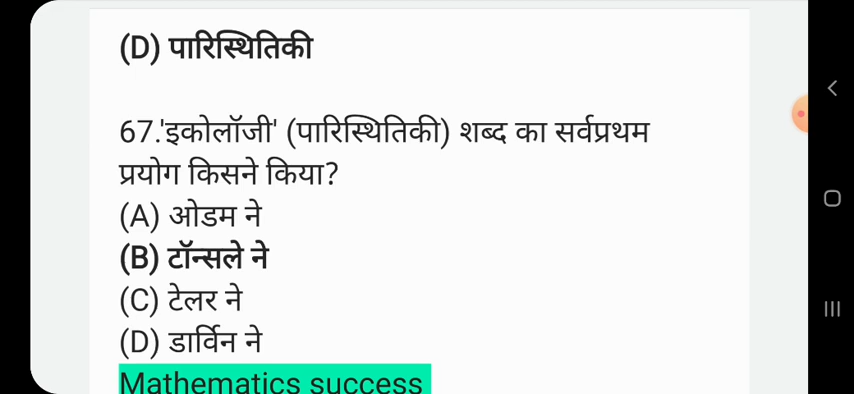 (D) पारिस्थितिकी
67.'इकोलॉजी' (पारिस्थितिकी) शब्द का सर्वप्रथम
प्रयोग किसने किया?
(A) ओडम ने
(B) टॉन्सले ने
(C) टेलर ने
(D) डार्विन ने
Mathematics success